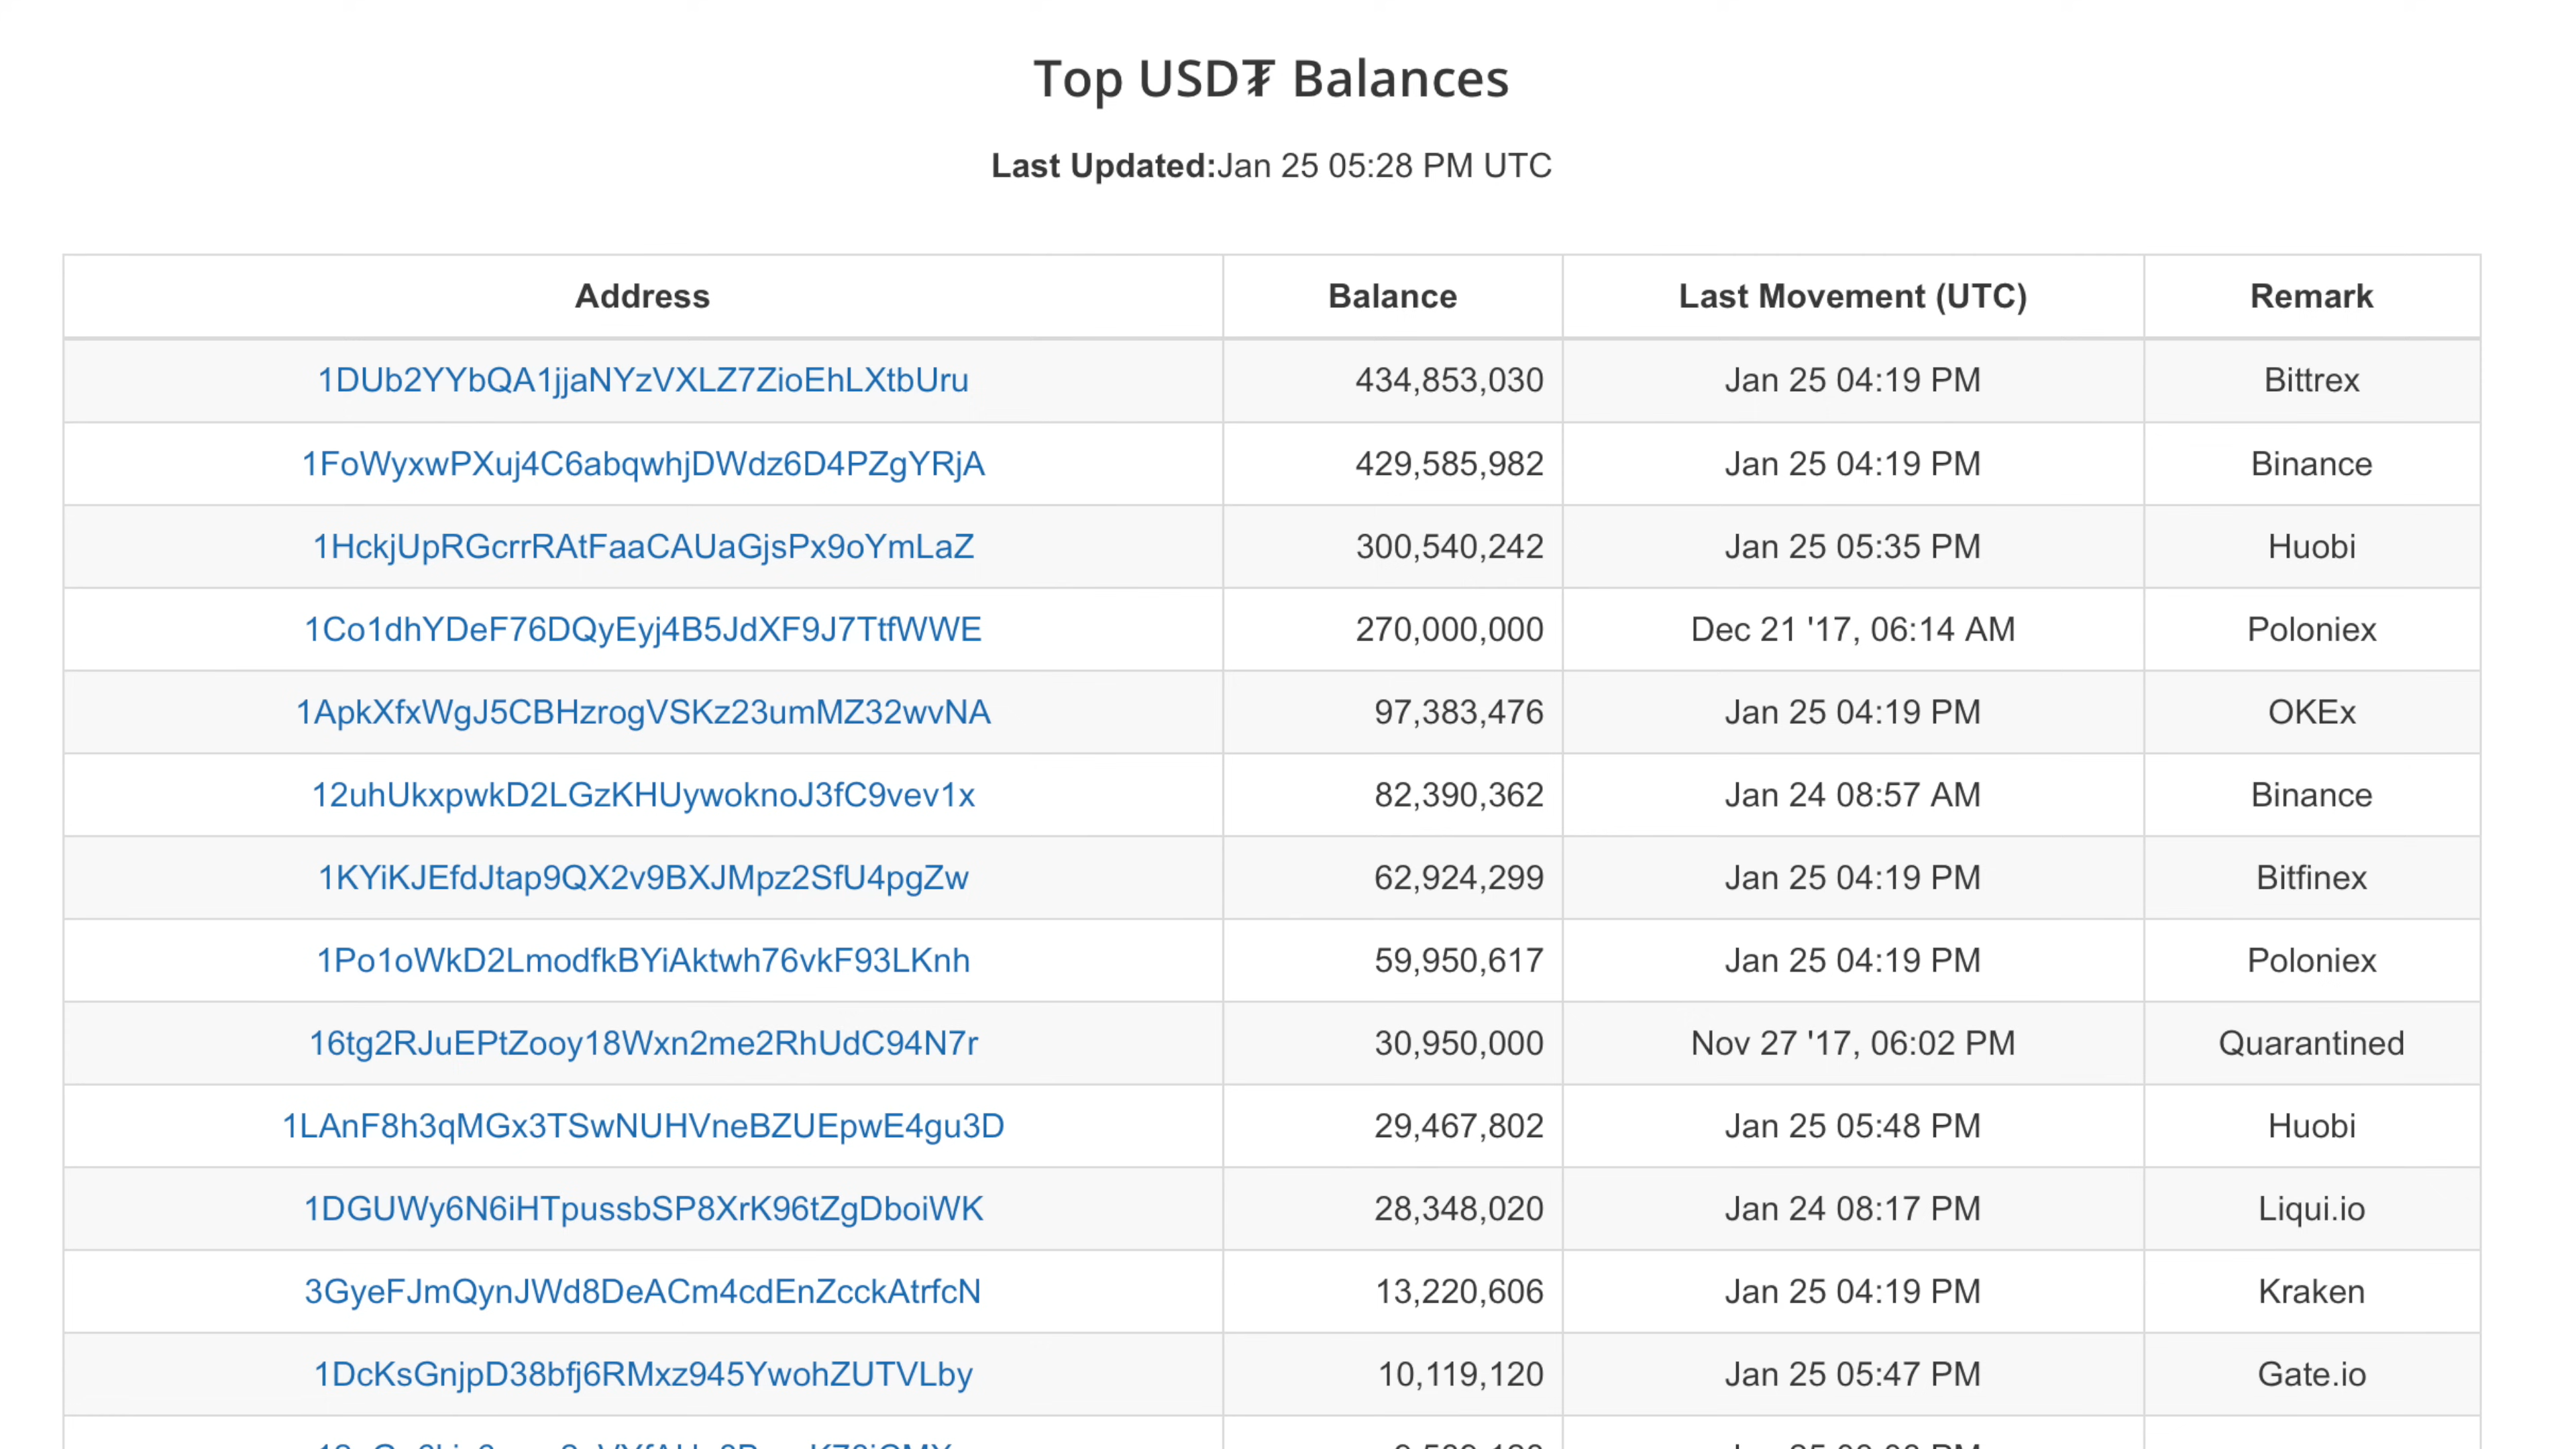 Top USD₮ Balances
Last Updated:Jan 25 05:28 PM UTC
Address Balance Last Movement (UTC) Remark
1DUb2YYbQA1jjaNYzVXLZ7ZioEhLXtbUru 434,853,030 Jan 25 04:19 PM Bittrex
1FoWyxwPXuj4C6abqwhjDWdz6D4PZgYRjA 429,585,982 Jan 25 04:19 PM Binance
1HckjUpRGcrrRAtFaaCAUaGjsPx9oYmLaZ 300,540,242 Jan 25 05:35 PM Huobi
1Co1dhYDeF76DQyEyj4B5JdXF9J7TtfWWE 270,000,000 Dec 21 '17, 06:14 AM Poloniex
1ApkXfxWgJ5CBHzrogVSKz23umMZ32wvNA 97,383,476 Jan 25 04:19 PM OKEx
12uhUkxpwkD2LGzKHUywoknoJ3fC9vev1x 82,390,362 Jan 24 08:57 AM Binance
1KYiKJEfdJtap9QX2v9BXJMpz2SfU4pgZw 62,924,299 Jan 25 04:19 PM Bitfinex
1Po1oWkD2LmodfkBYiAktwh76vkF93LKnh 59,950,617 Jan 25 04:19 PM Poloniex
16tg2RJuEPtZooy18Wxn2me2RhUdC94N7r 30,950,000 Nov 27 '17, 06:02 PM Quarantined
1LAnF8h3qMGx3TSwNUHVneBZUEpwE4gu3D 29,467,802 Jan 25 05:48 PM Huobi
1DGUWy6N6iHTpussbSP8XrK96tZgDboiWK 28,348,020 Jan 24 08:17 PM Liqui.io
3GyeFJmQynJWd8DeACm4cdEnZcckAtrfcN 13,220,606 Jan 25 04:19 PM Kraken
1DcKsGnjpD38bfj6RMxz945YwohZUTVLby 10,119,120 Jan 25 05:47 PM Gate.io